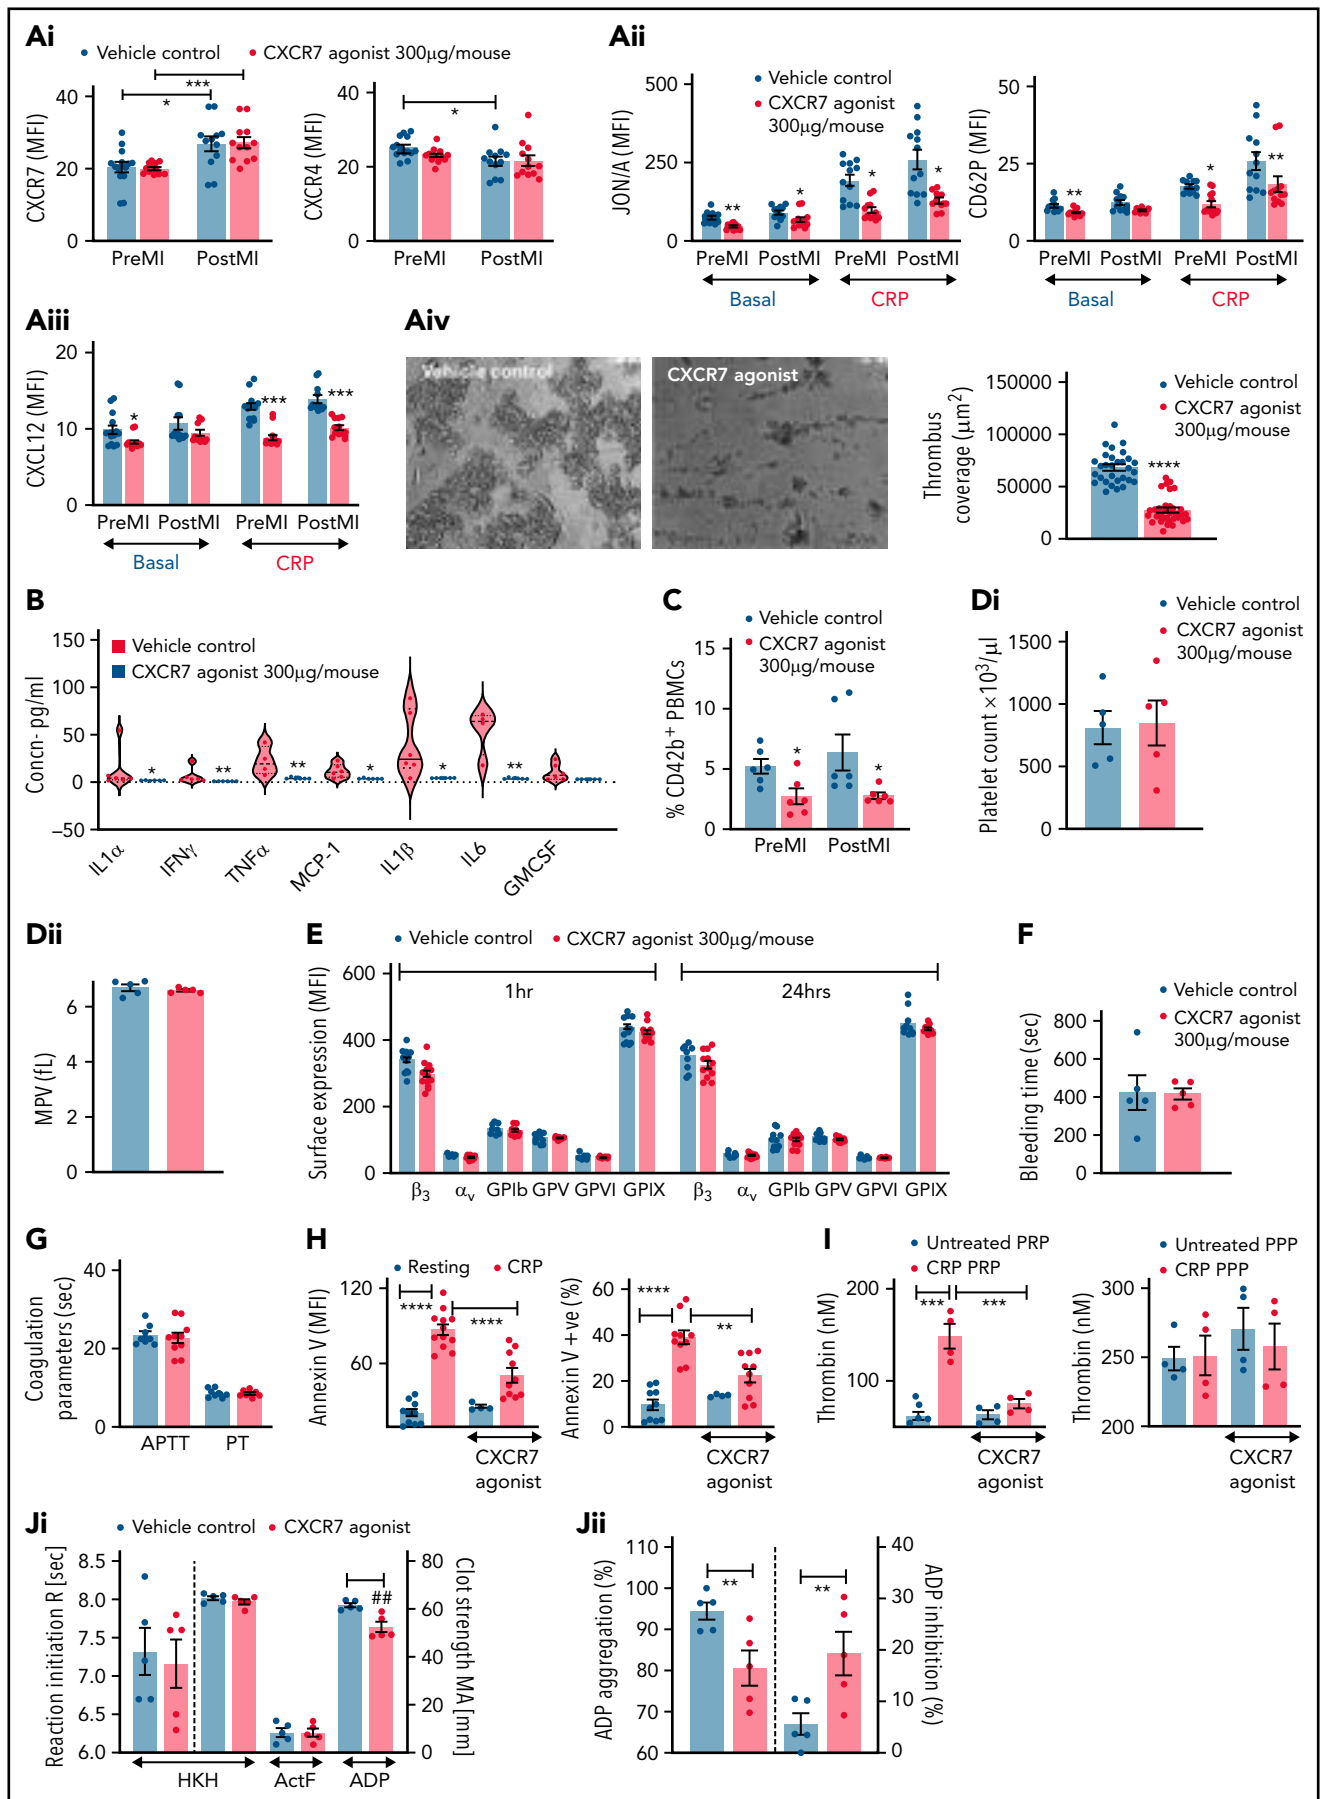 Ai
Vehicle control
CXCR7 agonist 300μg/mouse
CXCR7 (MFI)
40
20
0
***
*
PreMI
PostMI
CXCR4 (MFI)
40
20
0
*
PreMI
PostMI
Aii
Vehicle control
CXCR7 agonist
300μg/mouse
JON/A (MFI)
500
250
0
**
*
*
*
PreMI
PostMI
PreMI
PostMI
Basal
CRP
CD62P (MFI)
50
25
0
**
*
**
PreMI
PostMI
PreMI
PostMI
Basal
CRP
Aiii
CXCL12 (MFI)
20
10
0
*
***
***
PreMI
PostMI
PreMI
PostMI
Basal
CRP
Aiv
Vehicle control
CXCR7 agonist
Thrombus
coverage (μm2)
150000
100000
50000
0
Vehicle control
CXCR7 agonist
300μg/mouse
****
B
Concn- pg/ml
150
100
50
0
–50
Vehicle control
CXCR7 agonist 300μg/mouse
*
**
**
*
*
**
IL1α
IFNγ
TNFα
MCP-1
IL1β
IL6
GMCSF
C
Vehicle control
CXCR7 agonist
300μg/mouse
% CD42b+ PBMCs
15
10
5
0
*
*
PreMI
PostMI
Di
Vehicle control
CXCR7 agonist
300μg/mouse
Platelet count ×10³/μl
1500
1000
500
0
Dii
MPV (fL)
6
4
2
0
E
Vehicle control
CXCR7 agonist 300μg/mouse
Surface expression (MFI)
600
400
200
0
1hr
24hrs
β3
αv
GPIb
GPV
GPVI
GPIX
β3
αv
GPIb
GPV
GPVI
GPIX
F
Vehicle control
CXCR7 agonist
300μg/mouse
Bleeding time (sec)
800
600
400
200
0
G
Coagulation
parameters (sec)
40
20
0
APTT
PT
H
Resting
CRP
Annexin V (MFI)
120
60
****
****
CXCR7
agonist
Annexin V +ve (%)
60
40
20
0
****
**
CXCR7
agonist
I
Untreated PRP
CRP PRP
Thrombin (nM)
200
100
***
***
CXCR7
agonist
Untreated PPP
CRP PPP
Thrombin (nM)
300
250
200
CXCR7
agonist
Ji
Vehicle control
CXCR7 agonist
Reaction initiation R [sec]
8.5
8.0
7.5
7.0
6.5
6.0
80
60
40
20
0
Clot strength MA [mm]
##
HKH
ActF
ADP
Jii
ADP aggregation (%)
110
100
90
80
70
60
**
**
40
30
20
10
0
ADP inhibition (%)